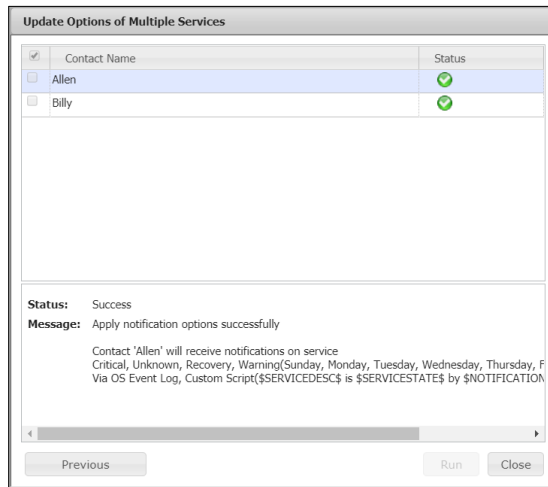 Update Options of Multiple Services
Contact Name Status
Allen
Billy
Status: Success
Message: Apply notification options successfully
Contact 'Allen' will receive notifications on service
Critical, Unknown, Recovery, Warning(Sunday, Monday, Tuesday, Wednesday, Thursday, F
Via OS Event Log, Custom Script($SERVICEDESC$ is $SERVICESTATE$ by $NOTIFICATION
Previous Run Close